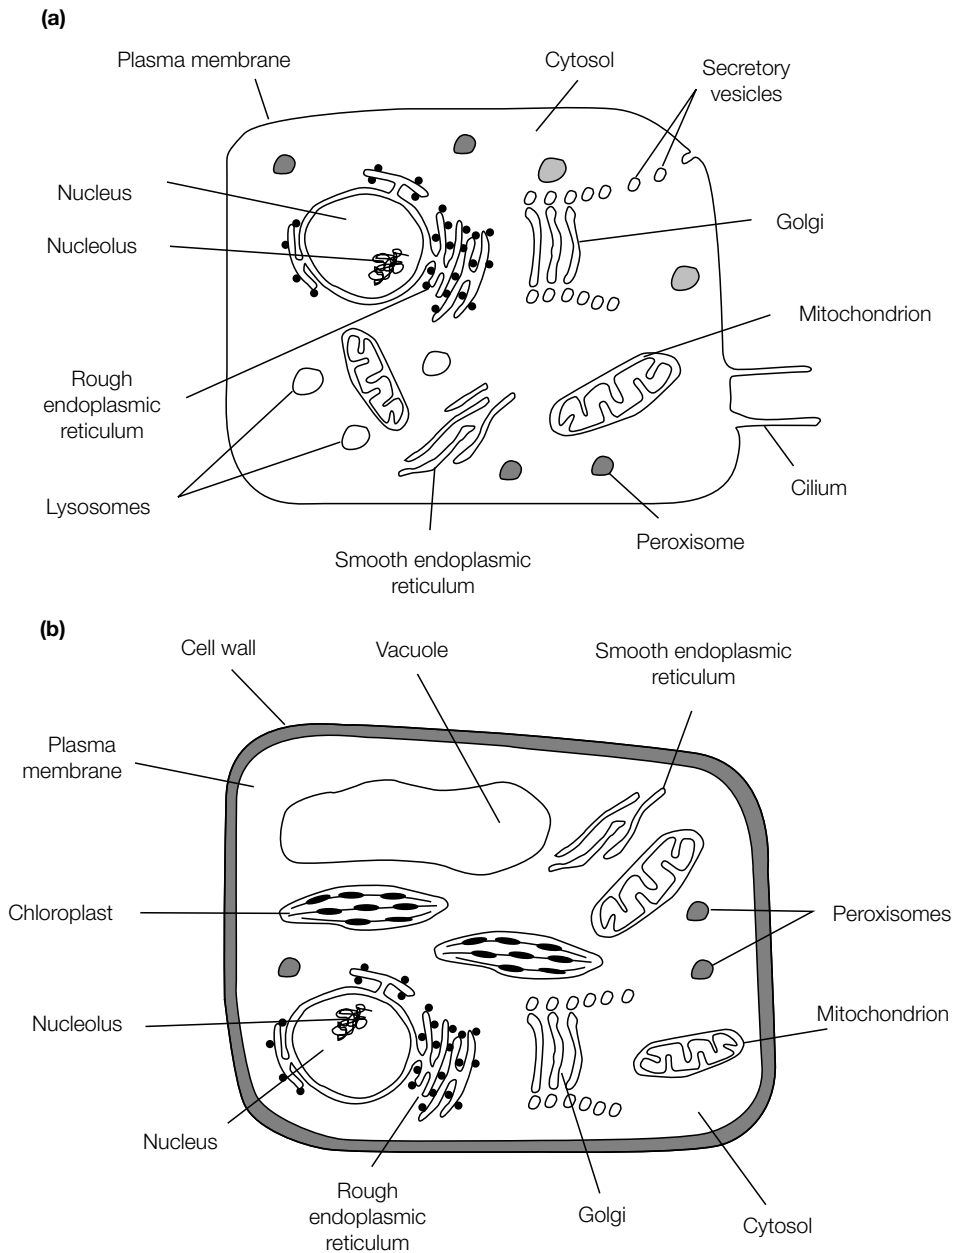 (a)
Plasma membrane
Cytosol
Secretory
vesicles
Nucleus
Nucleolus
Golgi
Mitochondrion
Rough
endoplasmic
reticulum
Lysosomes
Cilium
Peroxisome
Smooth endoplasmic
reticulum
(b)
Cell wall
Vacuole
Smooth endoplasmic
reticulum
Plasma
membrane
Chloroplast
Peroxisomes
Nucleolus
Mitochondrion
Nucleus
Rough
endoplasmic
reticulum
Golgi
Cytosol